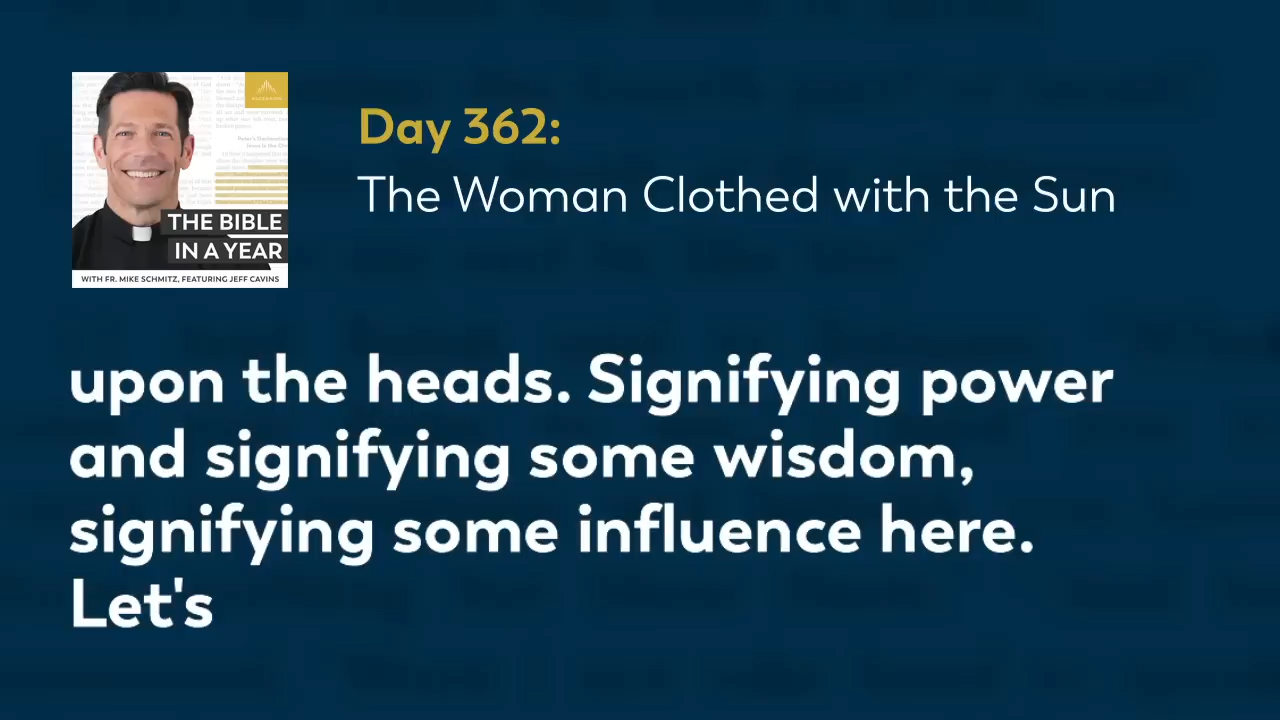 Day 362:
The Woman Clothed with the Sun
THE BIBLE
IN A YEAR
WITH FR. MIKE SCHMITZ, FEATURING JEFF CAVINS
upon the heads. Signifying power
and signifying some wisdom,
signifying some influence here.
Let's